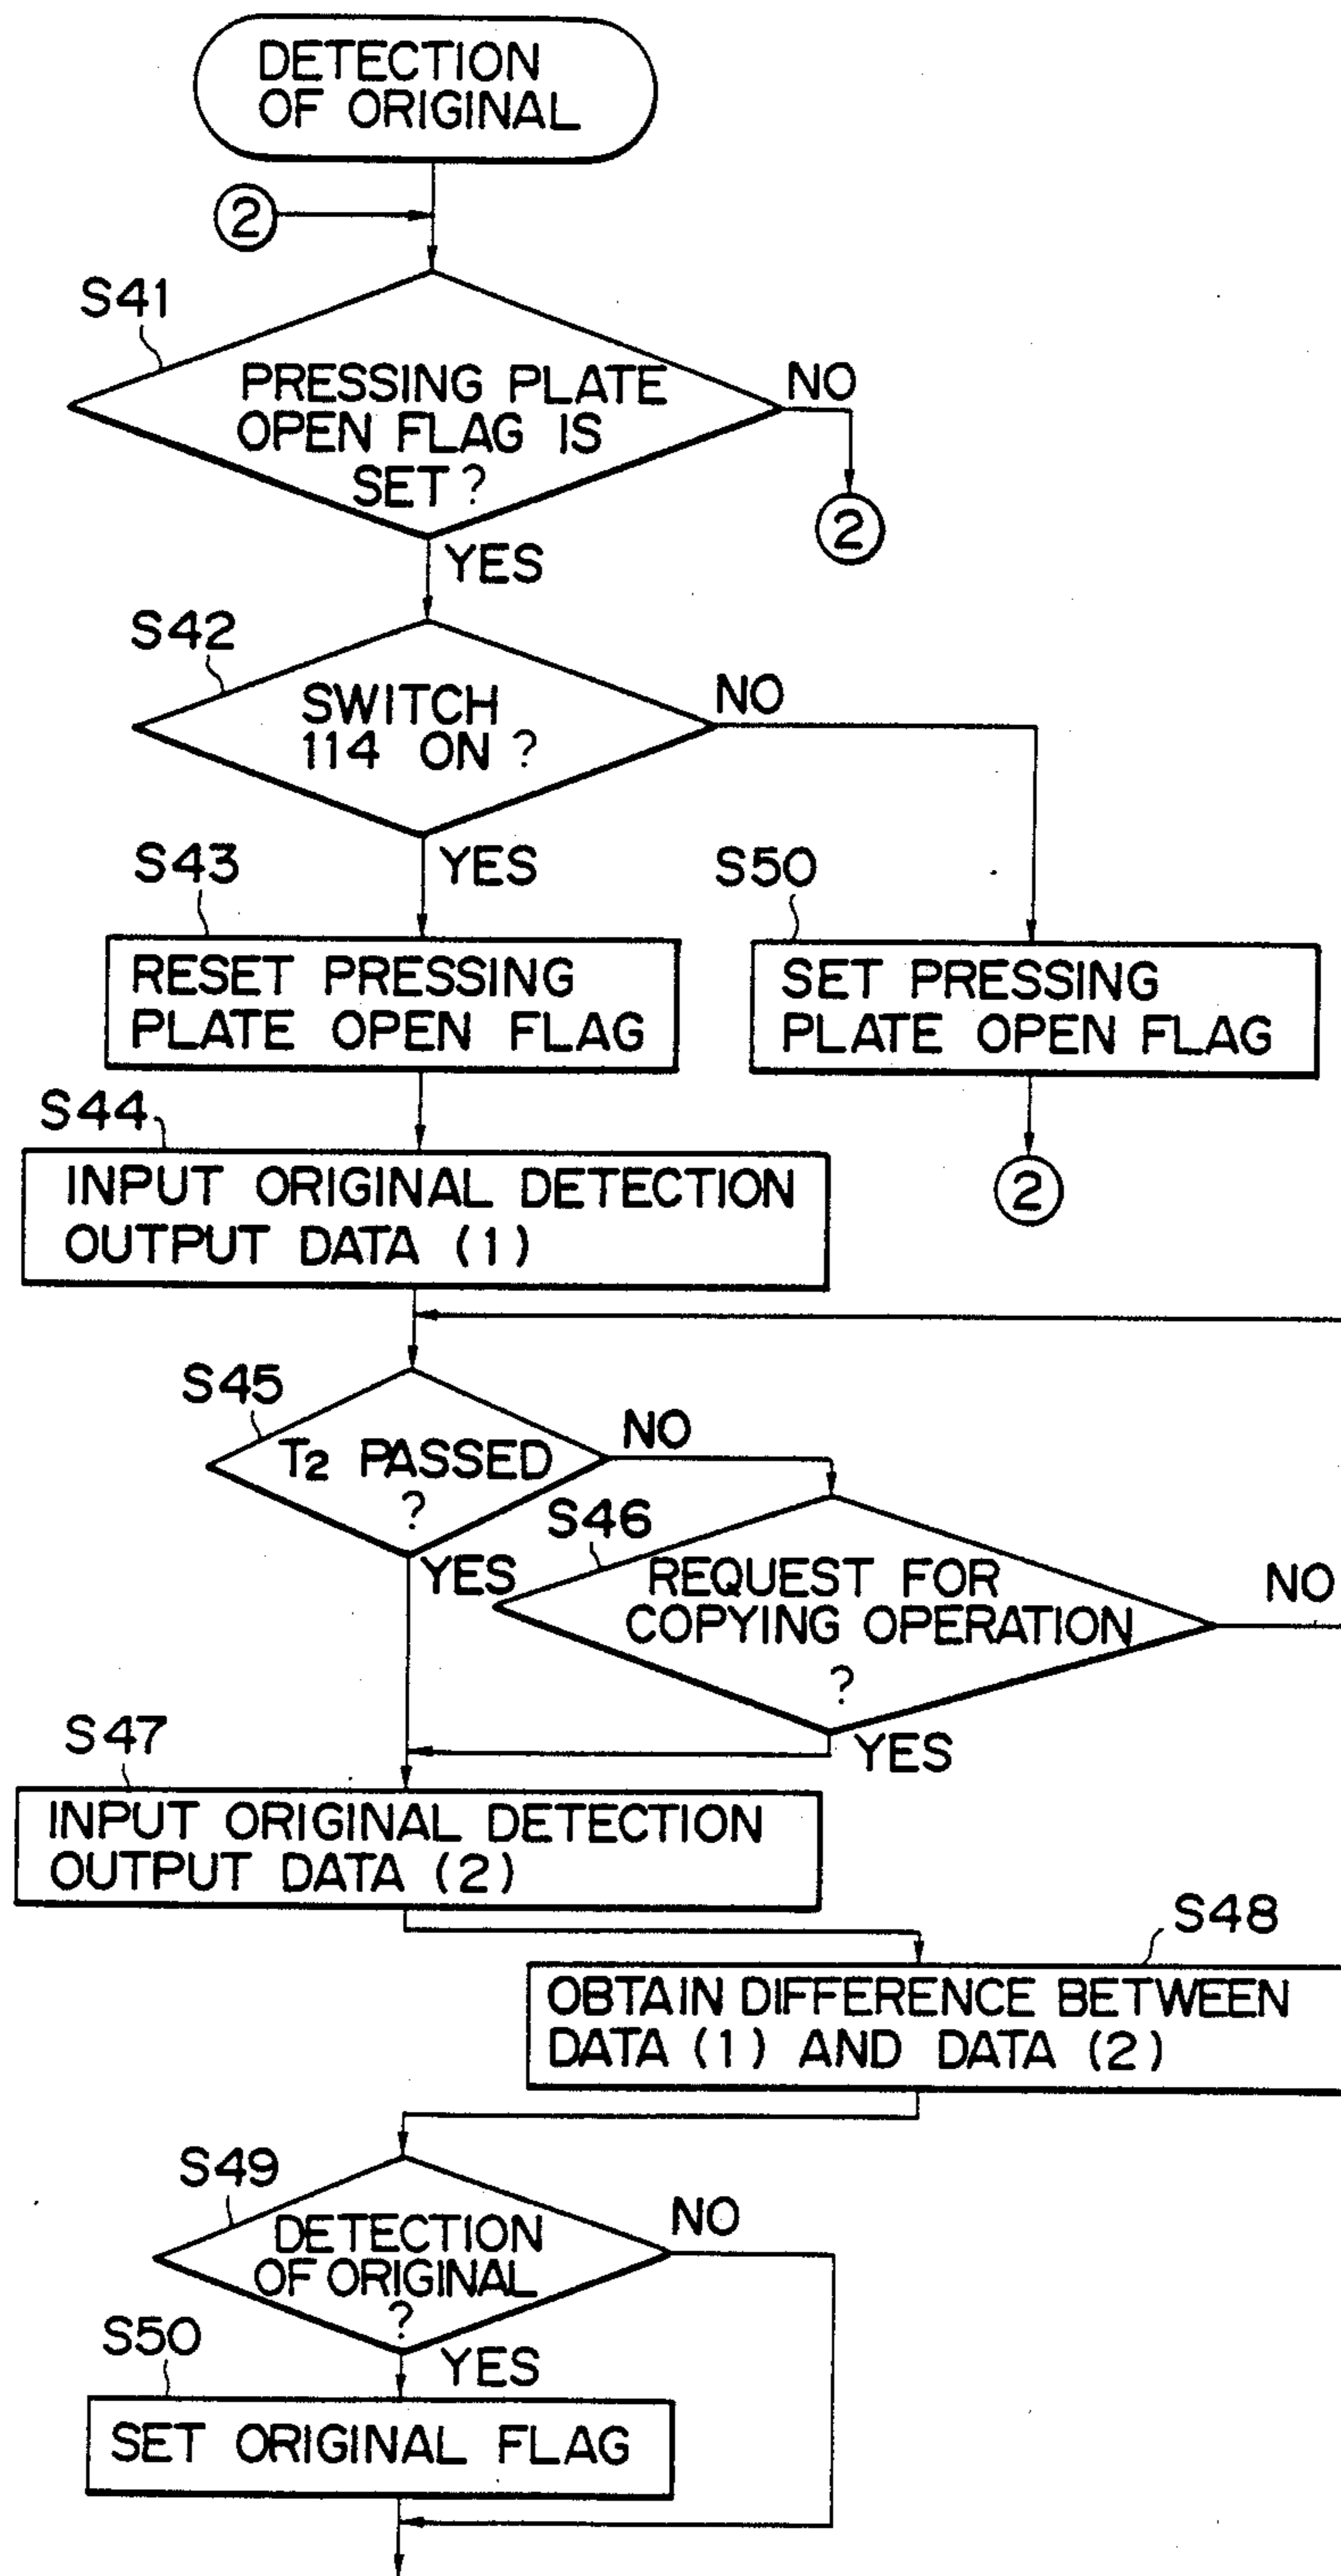 DETECTION
OF ORIGINAL
2
S41
PRESSING PLATE
OPEN FLAG IS
SET?
NO
2
YES
S42
SWITCH
114 ON?
NO
YES
S43
RESET PRESSING
PLATE OPEN FLAG
S50
SET PRESSING
PLATE OPEN FLAG
2
S44
INPUT ORIGINAL DETECTION
OUTPUT DATA (1)
S45
T2 PASSED
?
NO
YES
S46
REQUEST FOR
COPYING OPERATION
?
NO
YES
S47
INPUT ORIGINAL DETECTION
OUTPUT DATA (2)
S48
OBTAIN DIFFERENCE BETWEEN
DATA (1) AND DATA (2)
S49
DETECTION
OF ORIGINAL
?
NO
YES
S50
SET ORIGINAL FLAG